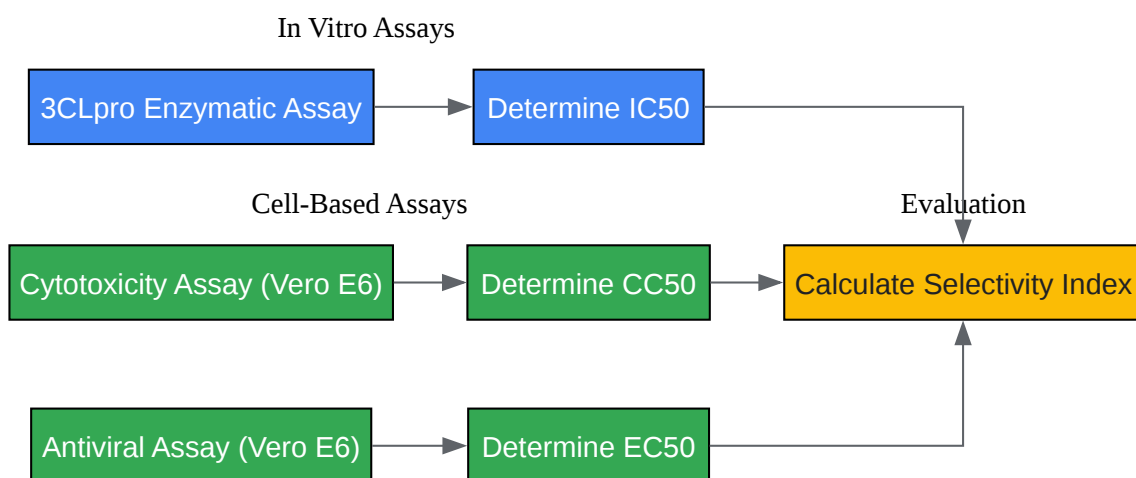 In Vitro Assays
3CLpro Enzymatic Assay
Determine IC50
Cell-Based Assays
Evaluation
Cytotoxicity Assay (Vero E6)
Determine CC50
Calculate Selectivity Index
Antiviral Assay (Vero E6)
Determine EC50